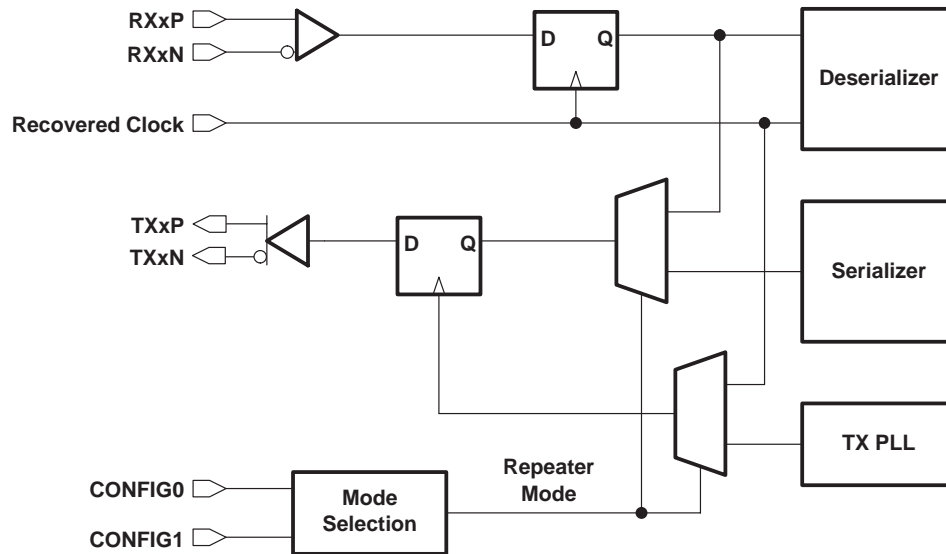 RXxP
RXxN
D Q
Deserializer
Recovered Clock
TXxP
TXxN
D Q
Serializer
TX PLL
CONFIG0
CONFIG1
Mode
Selection
Repeater
Mode